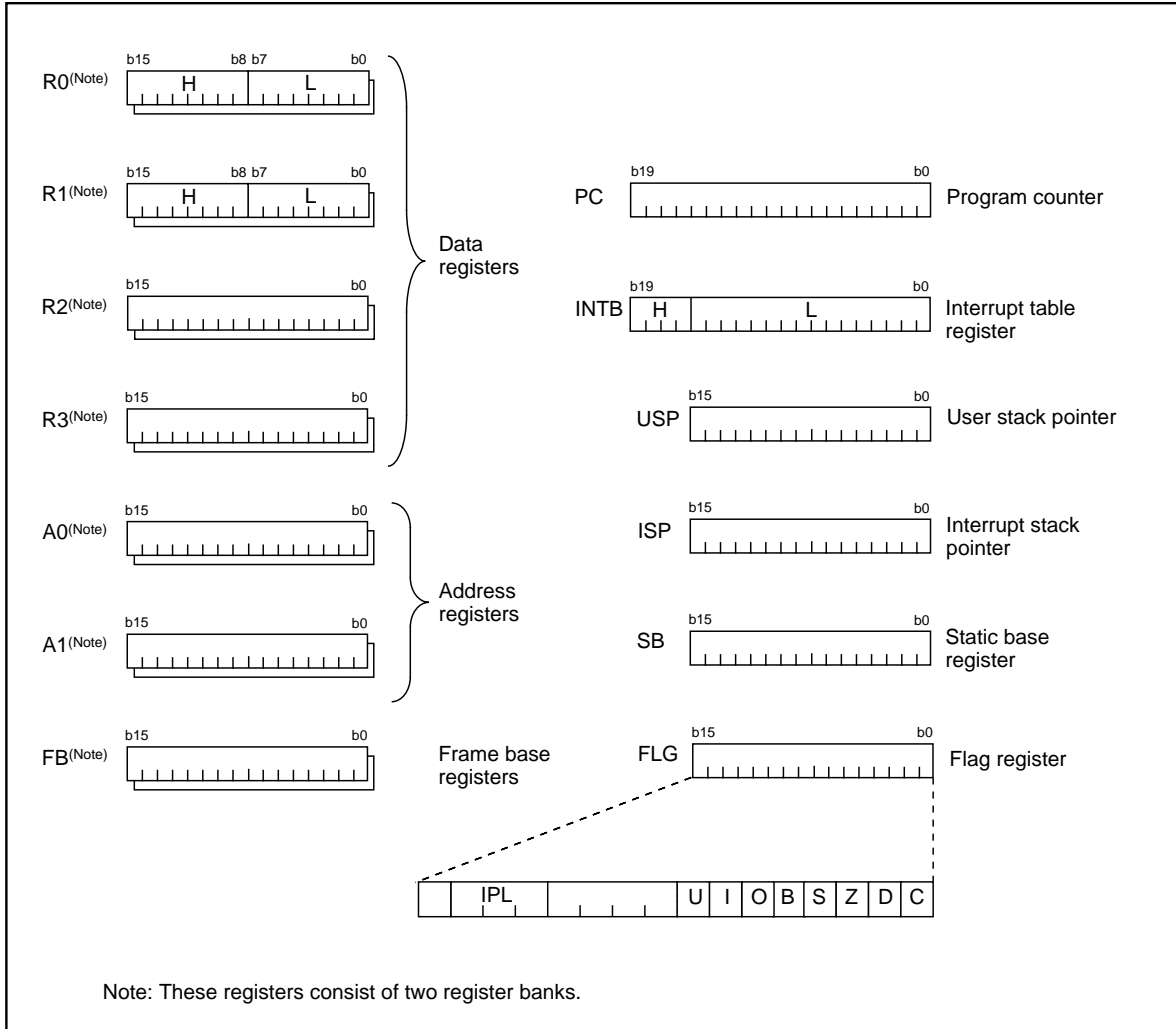 b15 b8 b7 b0
R0(Note) H L
b15 b8 b7 b0
R1(Note) H L
b15 b0
R2(Note)
b15 b0
R3(Note)
Data
registers
b15 b0
A0(Note)
b15 b0
A1(Note)
Address
registers
b15 b0
FB(Note)
Frame base
registers
b19 b0
PC Program counter
b19 b0
INTB H L Interrupt table
register
b15 b0
USP User stack pointer
b15 b0
ISP Interrupt stack
pointer
b15 b0
SB Static base
register
b15 b0
FLG Flag register
IPL U I O B S Z D C
Note: These registers consist of two register banks.